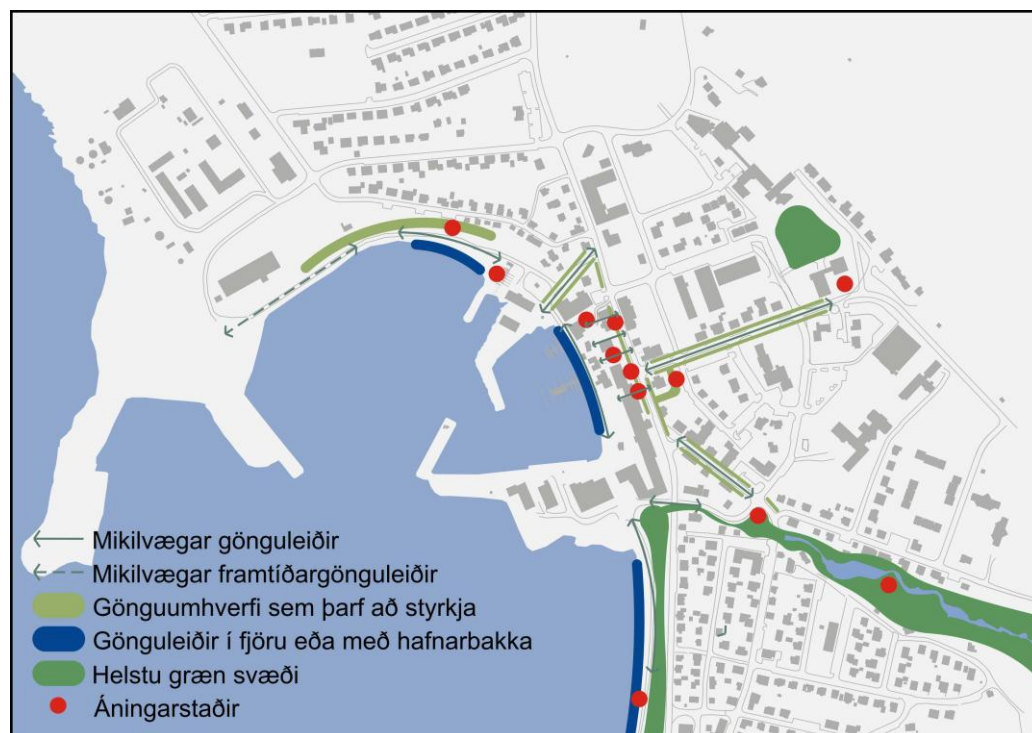 Mikilvægar gönguleiðir
Mikilvægar framtíðargönguleiðir
Gönguumhverfi sem þarf að styrkja
Gönguleiðir í fjöru eða með hafnarbakka
Helstu græn svæði
Áningarstaðir